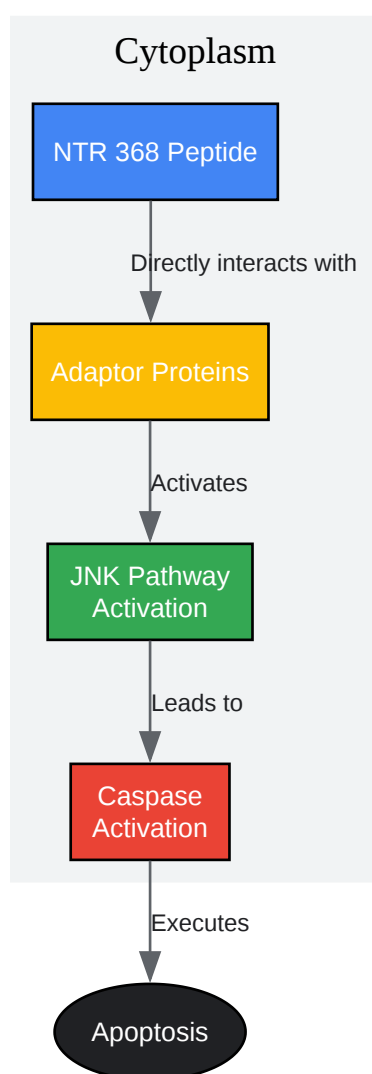 Cytoplasm
NTR 368 Peptide
Directly interacts with
Adaptor Proteins
Activates
JNK Pathway
Activation
Leads to
Caspase
Activation
Executes
Apoptosis